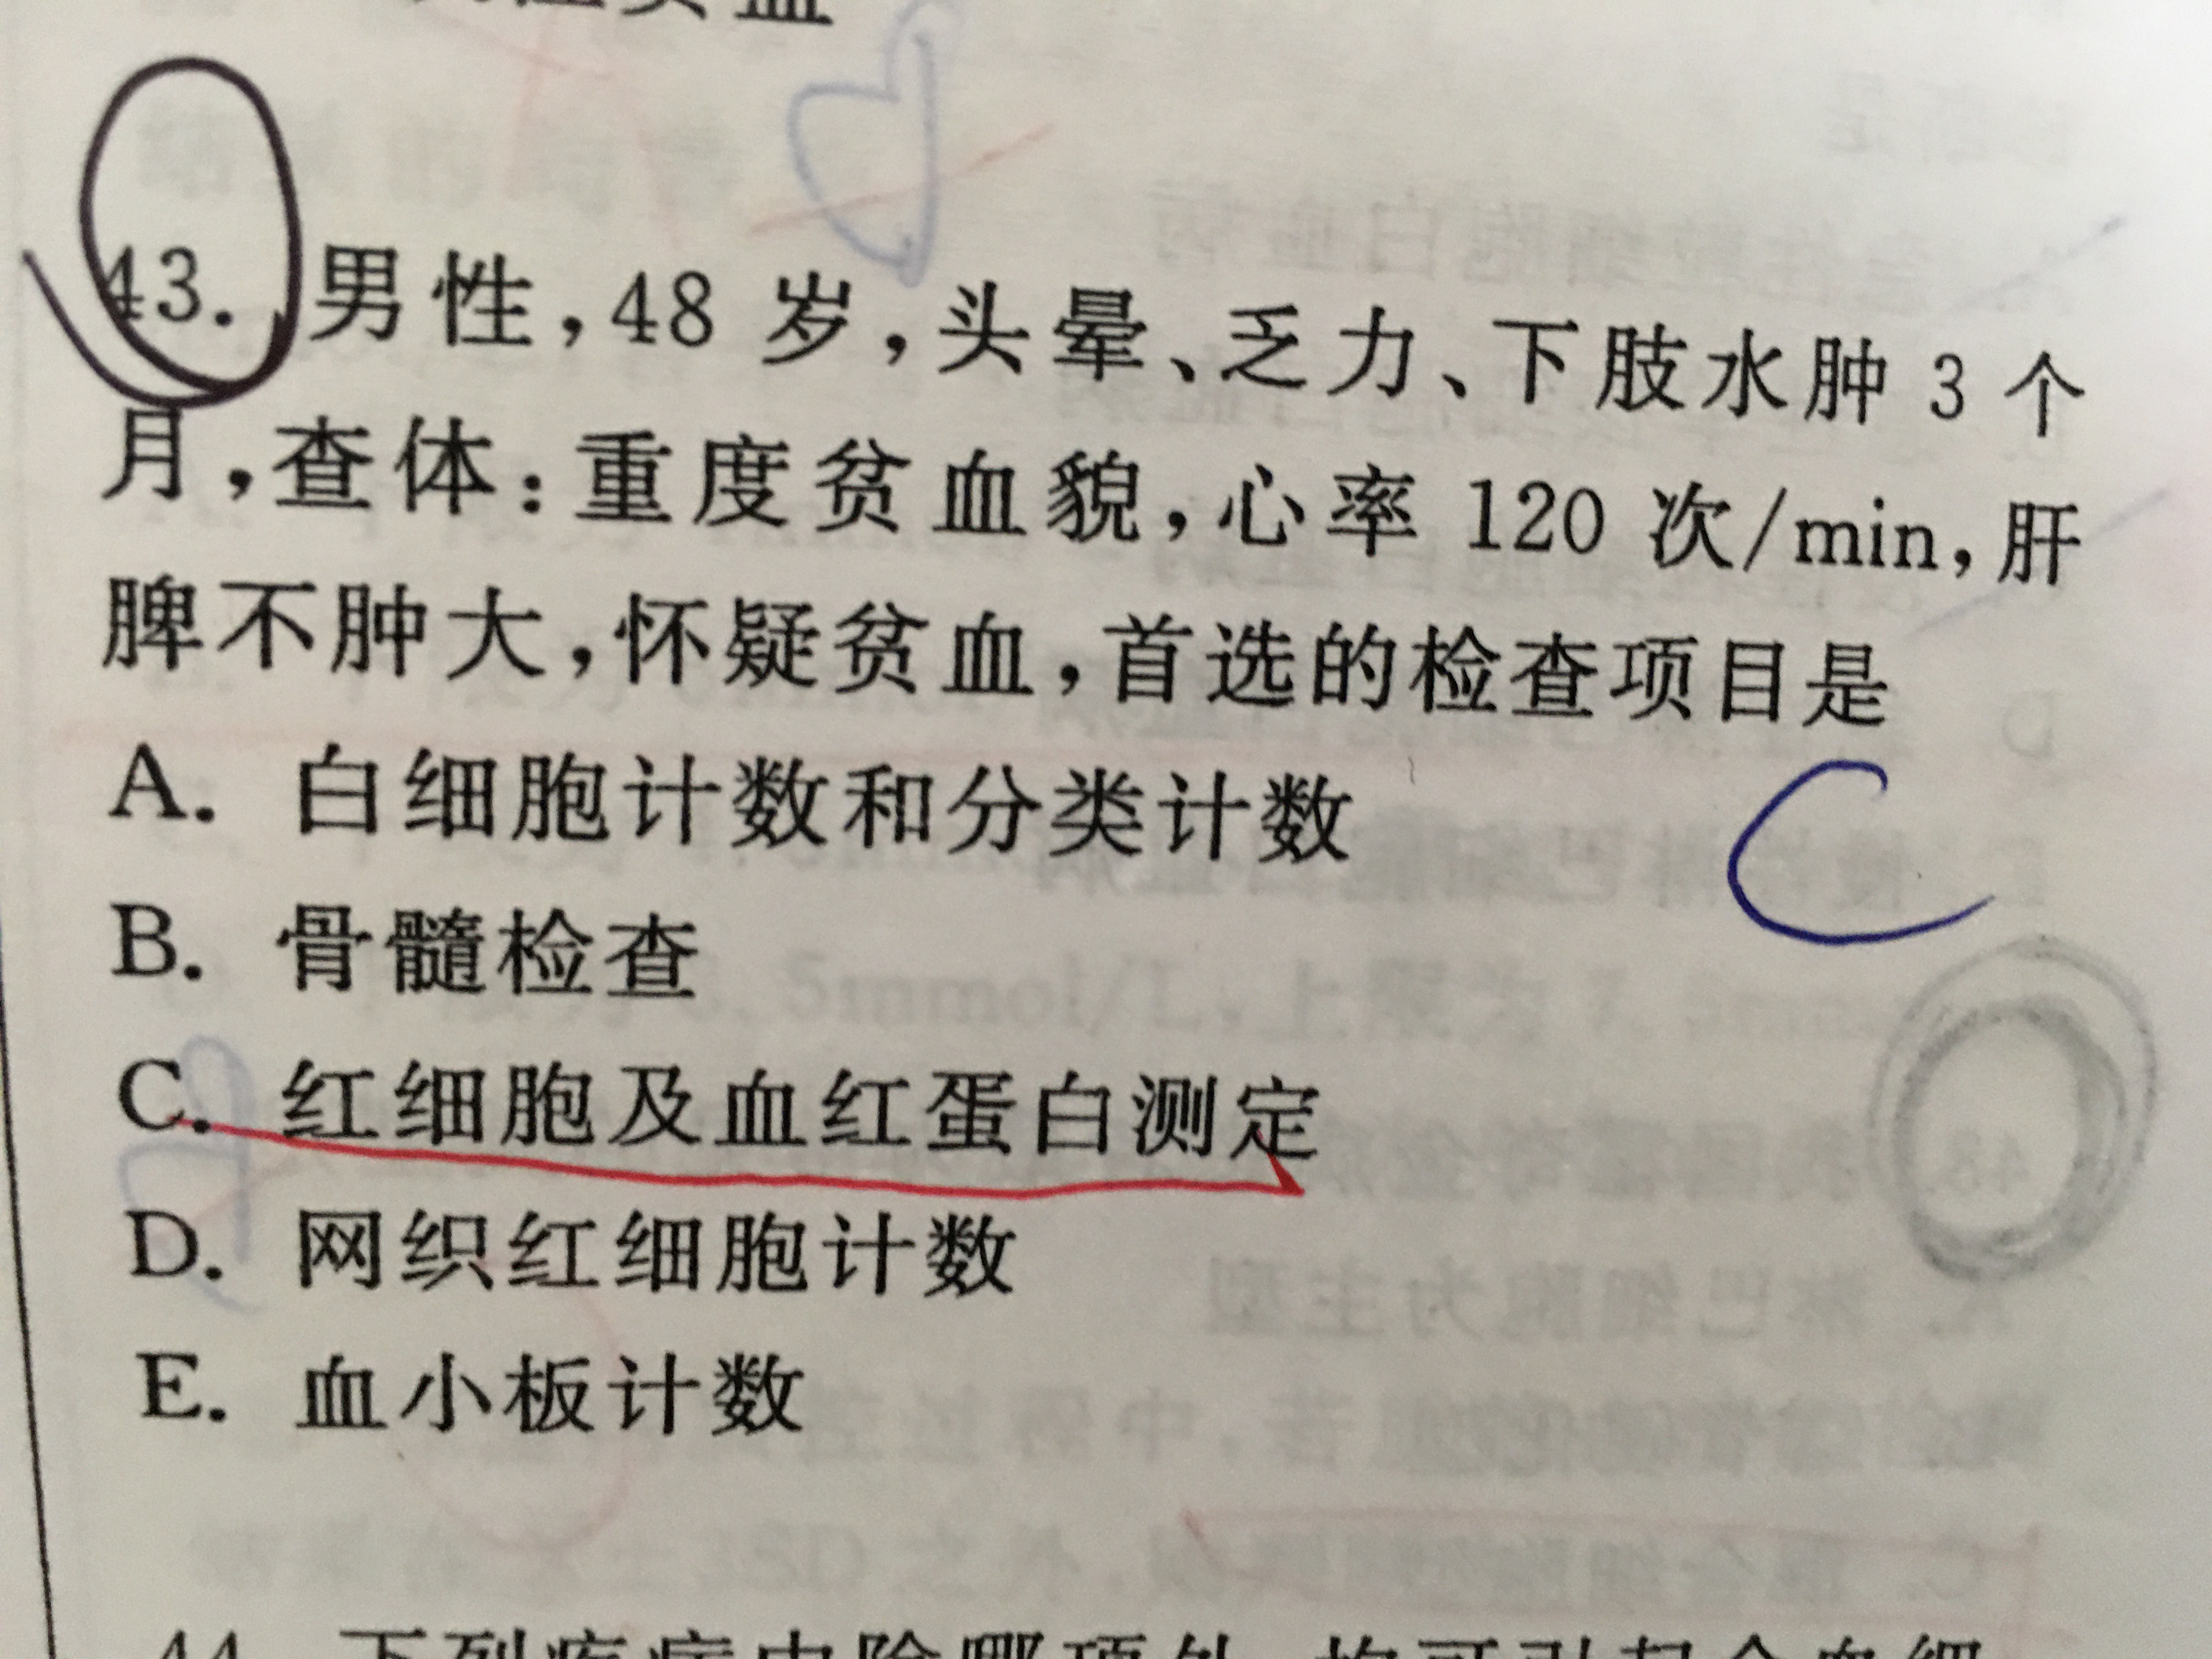 43. 男性，48 岁，头晕、乏力、下肢水肿 3 个
月，查体：重度贫血貌，心率 120 次/min，肝
脾不肿大，怀疑贫血，首选的检查项目是
A. 白细胞计数和分类计数
B. 骨髓检查
C. 红细胞及血红蛋白测定
D. 网织红细胞计数
E. 血小板计数
C